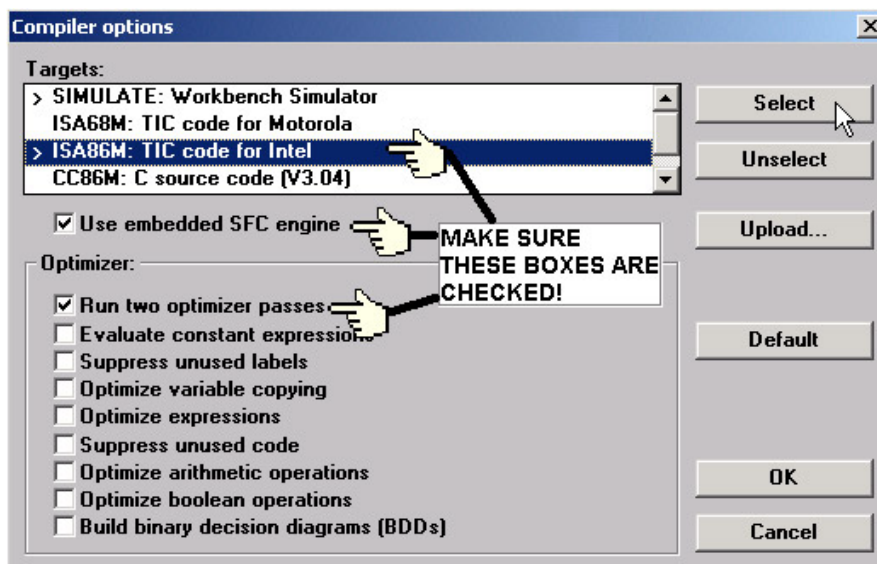 Compiler options
Targets:
> SIMULATE: Workbench Simulator
ISA68M: TIC code for Motorola
> ISA86M: TIC code for Intel
CC86M: C source code (V3.04)
Select
Unselect
Use embedded SFC engine
Upload...
MAKE SURE
THESE BOXES ARE
CHECKED!
Optimizer:
Run two optimizer passes
Evaluate constant expressions
Suppress unused labels
Optimize variable copying
Optimize expressions
Suppress unused code
Optimize arithmetic operations
Optimize boolean operations
Build binary decision diagrams (BDDs)
Default
OK
Cancel